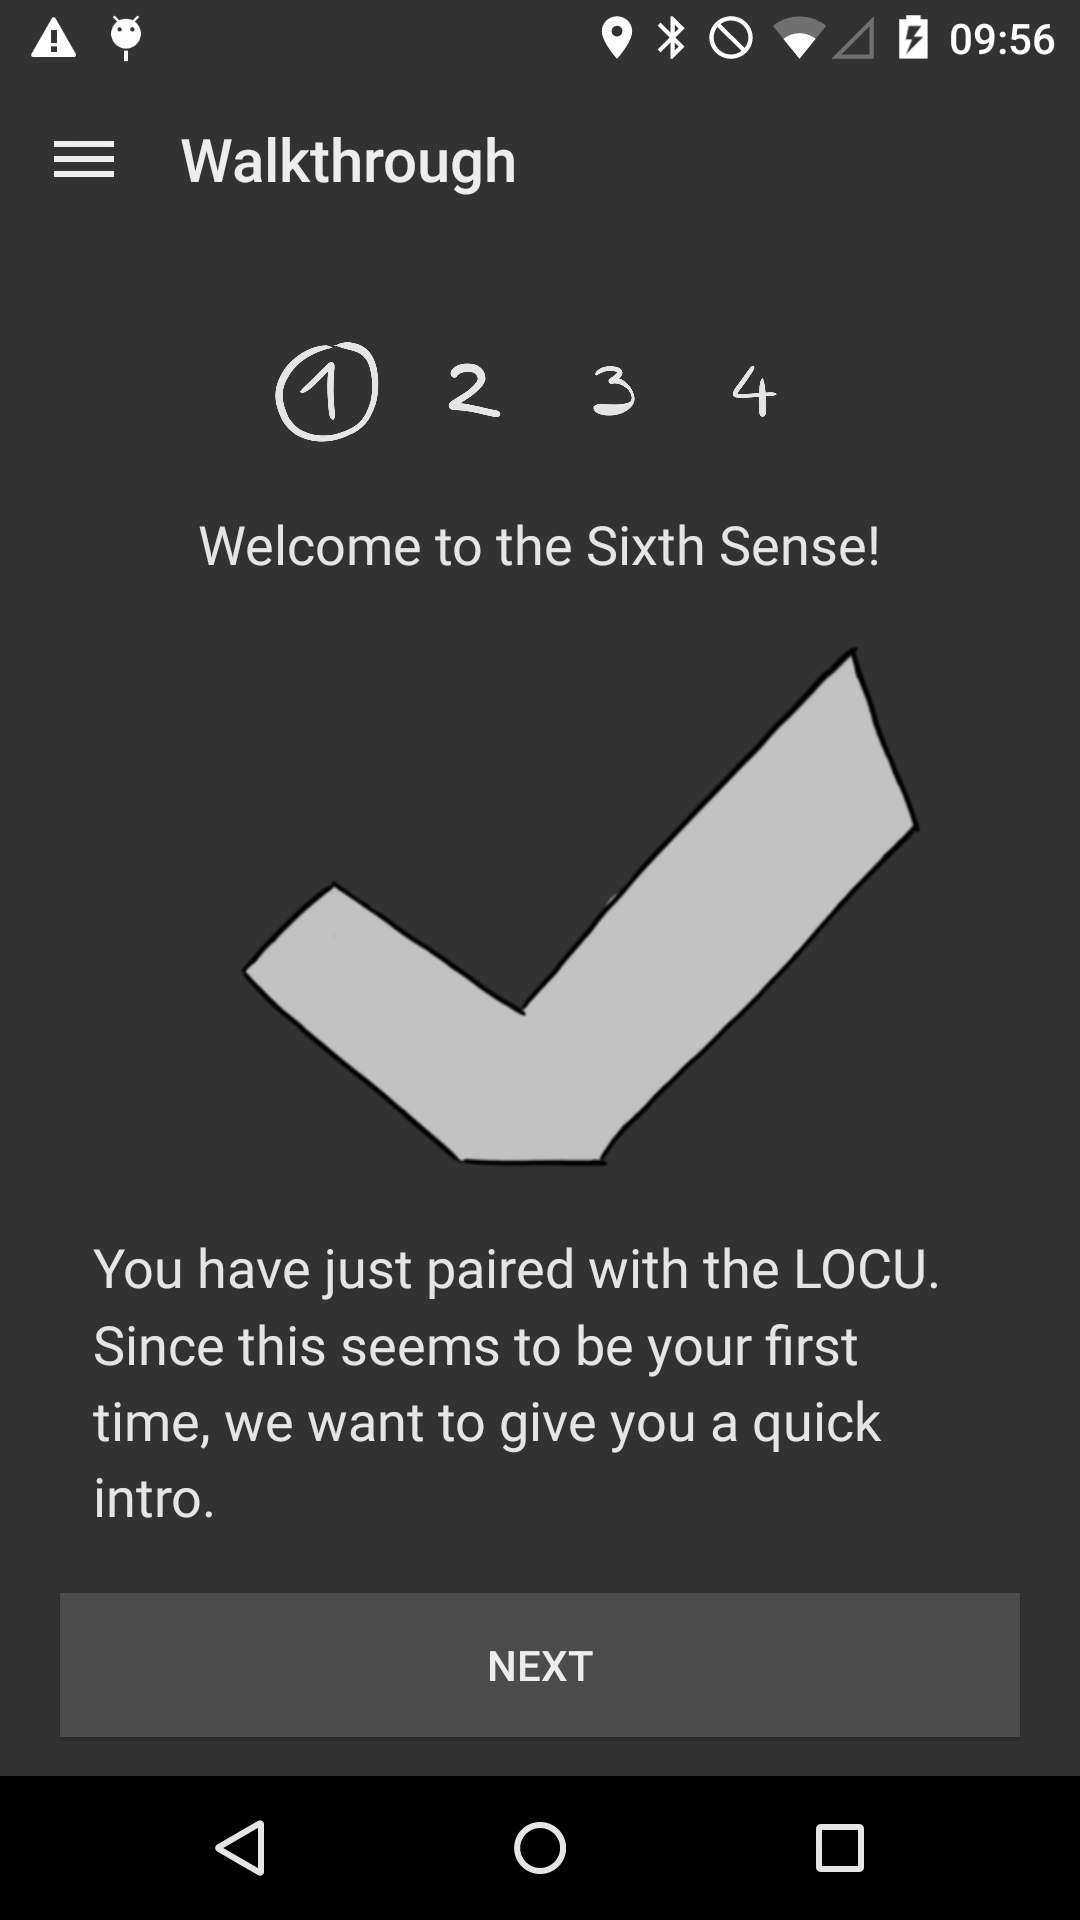 09:56
Walkthrough
1 2 3 4
Welcome to the Sixth Sense!
You have just paired with the LOCU.
Since this seems to be your first
time, we want to give you a quick
intro.
NEXT